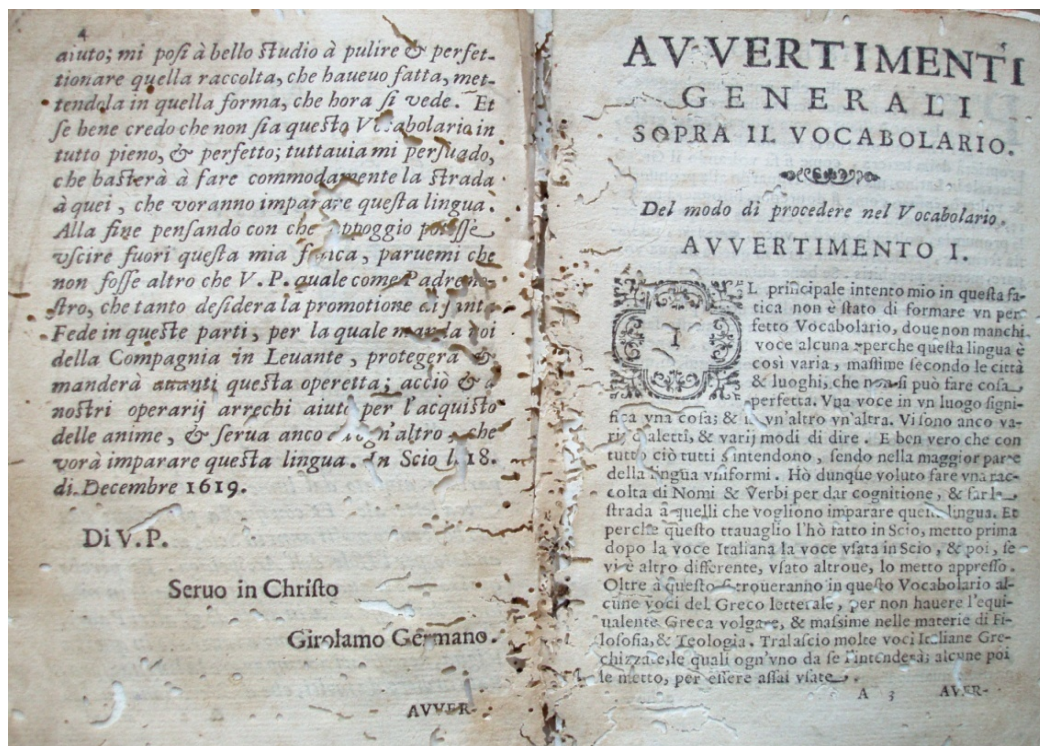 4
aiuto; mi posi à bello studio à pulire & perfet-
tionare quella raccolta, che haueuo fatta, met-
tendola in quella forma, che hora si vede. Et
se bene credo che non sia questo Vocabolario in
tutto pieno, & perfetto; tuttauia mi persuado,
che basterà à fare commodamente la strada
à quei, che voranno imparare questa lingua.
Alla fine pensando con che appoggio potesse
vscire fuori questa mia fatica, paruemi che
non fosse altro che V. P. quale come Padre no-
stro, che tanto desidera la promotione
Fede in queste parti, per la quale manda noi
della Compagnia in Leuante, protegerà &
manderà auanti questa operetta; acciò &
nostri operarij arrechi aiuto per l'acquisto
delle anime, & serua anco ogn'altro, che
vorà imparare questa lingua. In Scio 18.
di Decembre 1619.
Di V. P.
Seruo in Christo
Girolamo Germano.
AVVER-
AVVERTIMENTI
GENERALI
SOPRA IL VOCABOLARIO.
Del modo di procedere nel Vocabolario.
AVVERTIMENTO I.
IL principale intento mio in questa fa-
tica non è stato di formare vn per-
fetto Vocabolario, doue non manchi
voce alcuna perche questa lingua è
così varia, massime secondo le città
& luoghi, che non si può fare cosa
perfetta. Vna voce in vn luogo signi-
fica vna cosa; & in vn'altro vn'altra. Vi sono anco va-
rij dialetti, & varij modi di dire. E ben vero che con
tutto ciò tutti s'intendono, sendo nella maggior parte
della lingua vniformi. Hò dunque voluto fare vna rac-
colta di Nomi & Verbi per dar cognitione, & far la
strada à quelli che vogliono imparare questa lingua. Et
perche questo trauaglio l'hò fatto in Scio, metto prima
dopo la voce Italiana la voce vsata in Scio, & poi, se
vi è altro differente, vsato altroue, lo metto appresso.
Oltre à questo si troueranno in questo Vocabolario al-
cune voci del Greco letterale, per non hauere l'equi-
ualente Greca volgare, & massime nelle materie di Fi-
losofia, & Teologia. Tralascio molte voci Italiane Gre-
chizzate, le quali ogn'vno da se l'intenderà; alcune poi
le metto, per essere assai vsate.
A 3 AVER-